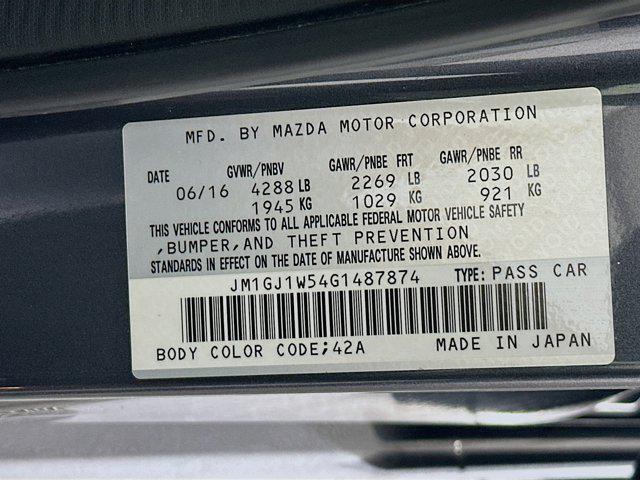 MFD. BY MAZDA MOTOR CORPORATION
DATE GVWR/PNBV GAWR/PNBE FRT GAWR/PNBE RR
06/16 4288 LB 2269 LB 2030 LB
1945 KG 1029 KG 921 KG
THIS VEHICLE CONFORMS TO ALL APPLICABLE FEDERAL MOTOR VEHICLE SAFETY
,BUMPER,AND THEFT PREVENTION
STANDARDS IN EFFECT ON THE DATE OF MANUFACTURE SHOWN ABOVE.
JM1GJ1W54G1487874 TYPE: PASS CAR
BODY COLOR CODE;42A MADE IN JAPAN